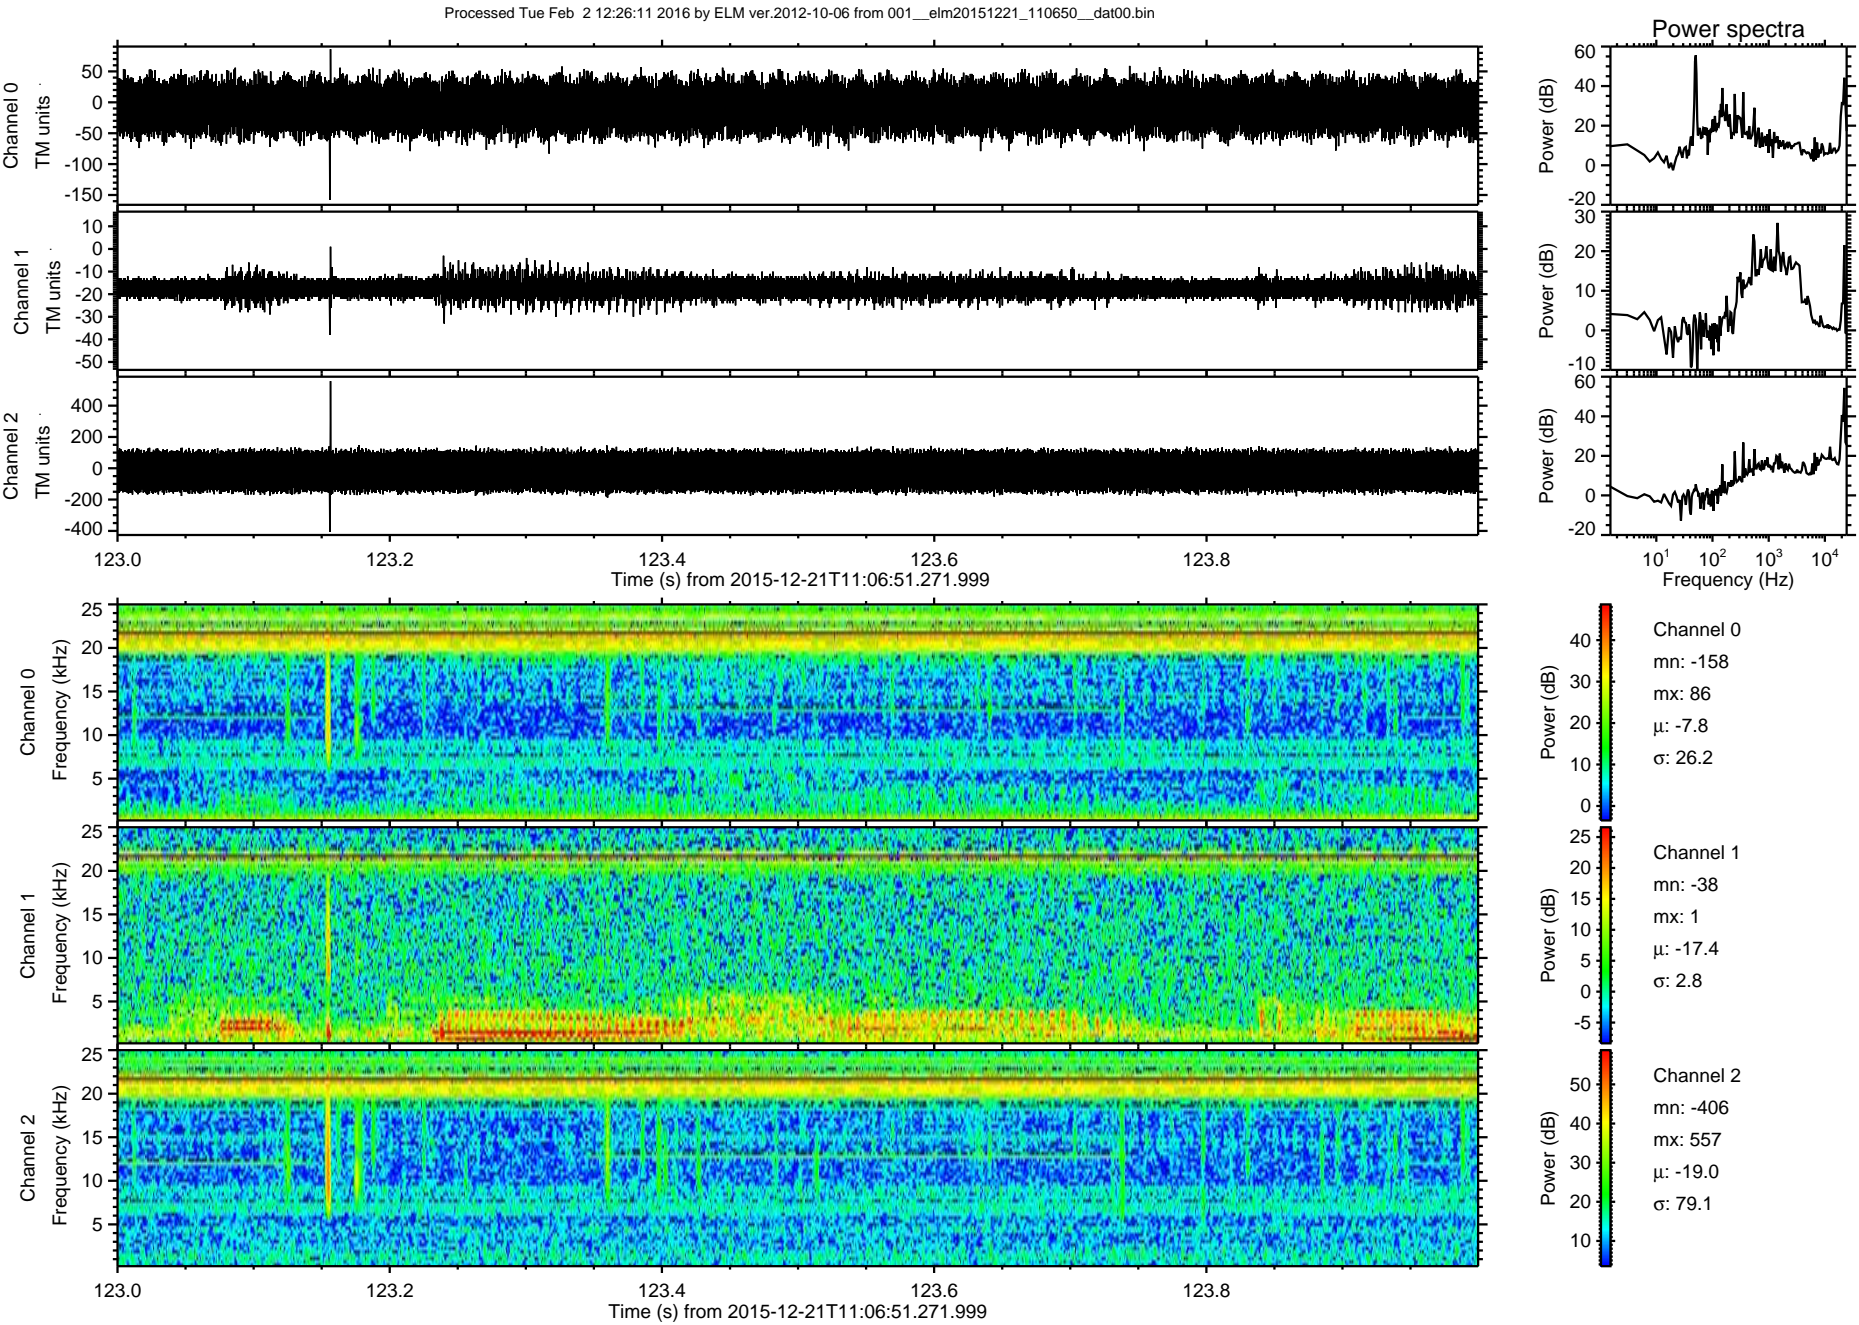 Processed Tue Feb  2 12:26:11 2016 by ELM ver.2012-10-06 from 001__elm20151221_110650__dat00.bin
Power spectra
Channel 0
TM units
50
0
-50
-100
-150
Power (dB)
60
40
20
0
-20
Channel 1
TM units
10
0
-10
-20
-30
-40
-50
Power (dB)
30
20
10
0
-10
Channel 2
TM units
400
200
0
-200
-400
Power (dB)
60
40
20
0
-20
123.0 123.2 123.4 123.6 123.8
Time (s) from 2015-12-21T11:06:51.271.999
10¹ 10² 10³ 10⁴
Frequency (Hz)
Channel 0
Frequency (kHz)
25
20
15
10
5
Power (dB)
40
30
20
10
0
Channel 0
mn: -158
mx: 86
μ: -7.8
σ: 26.2
Channel 1
Frequency (kHz)
25
20
15
10
5
Power (dB)
25
20
15
10
5
0
-5
Channel 1
mn: -38
mx: 1
μ: -17.4
σ: 2.8
Channel 2
Frequency (kHz)
25
20
15
10
5
Power (dB)
50
40
30
20
10
Channel 2
mn: -406
mx: 557
μ: -19.0
σ: 79.1
123.0 123.2 123.4 123.6 123.8
Time (s) from 2015-12-21T11:06:51.271.999